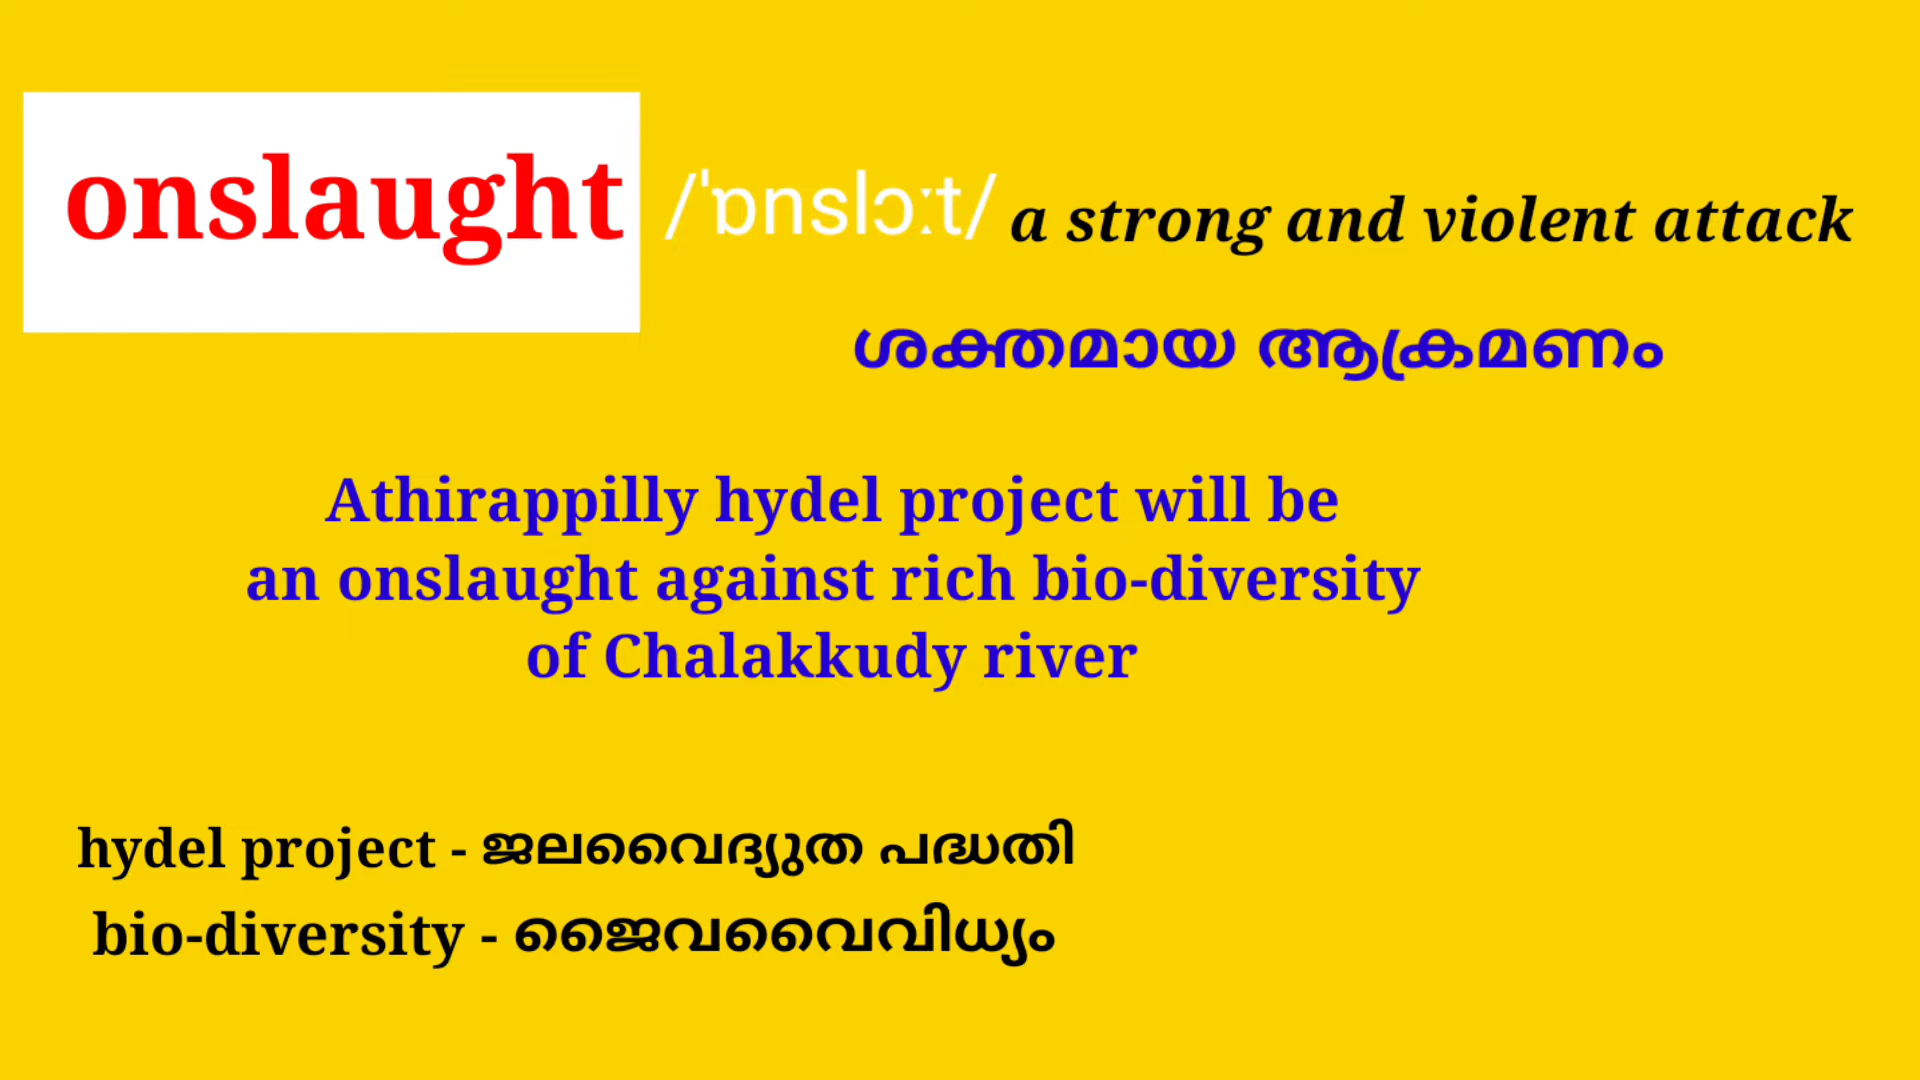 onslaught /ˈɒnslɔːt/ a strong and violent attack
ശക്തമായ ആക്രമണം
Athirappilly hydel project will be
an onslaught against rich bio-diversity
of Chalakkudy river
hydel project - ജലവൈദ്യുത പദ്ധതി
bio-diversity - ജൈവവൈവിധ്യം